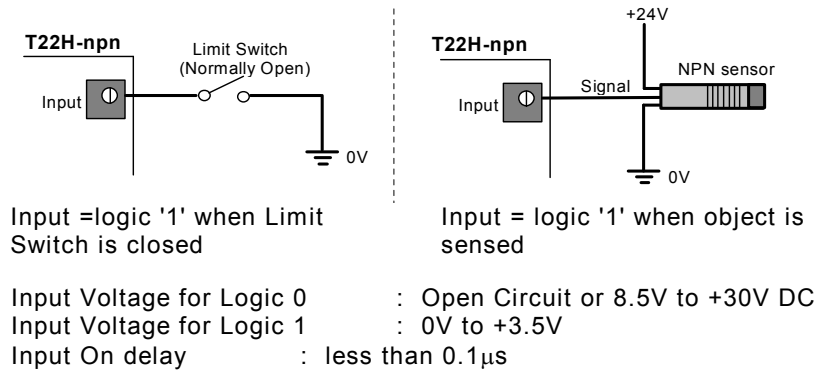 T22H-npn
Limit Switch
(Normally Open)
Input
0V
Input =logic '1' when Limit
Switch is closed
+24V
T22H-npn
NPN sensor
Signal
Input
0V
Input = logic '1' when object is
sensed
Input Voltage for Logic 0 : Open Circuit or 8.5V to +30V DC
Input Voltage for Logic 1 : 0V to +3.5V
Input On delay : less than 0.1μs